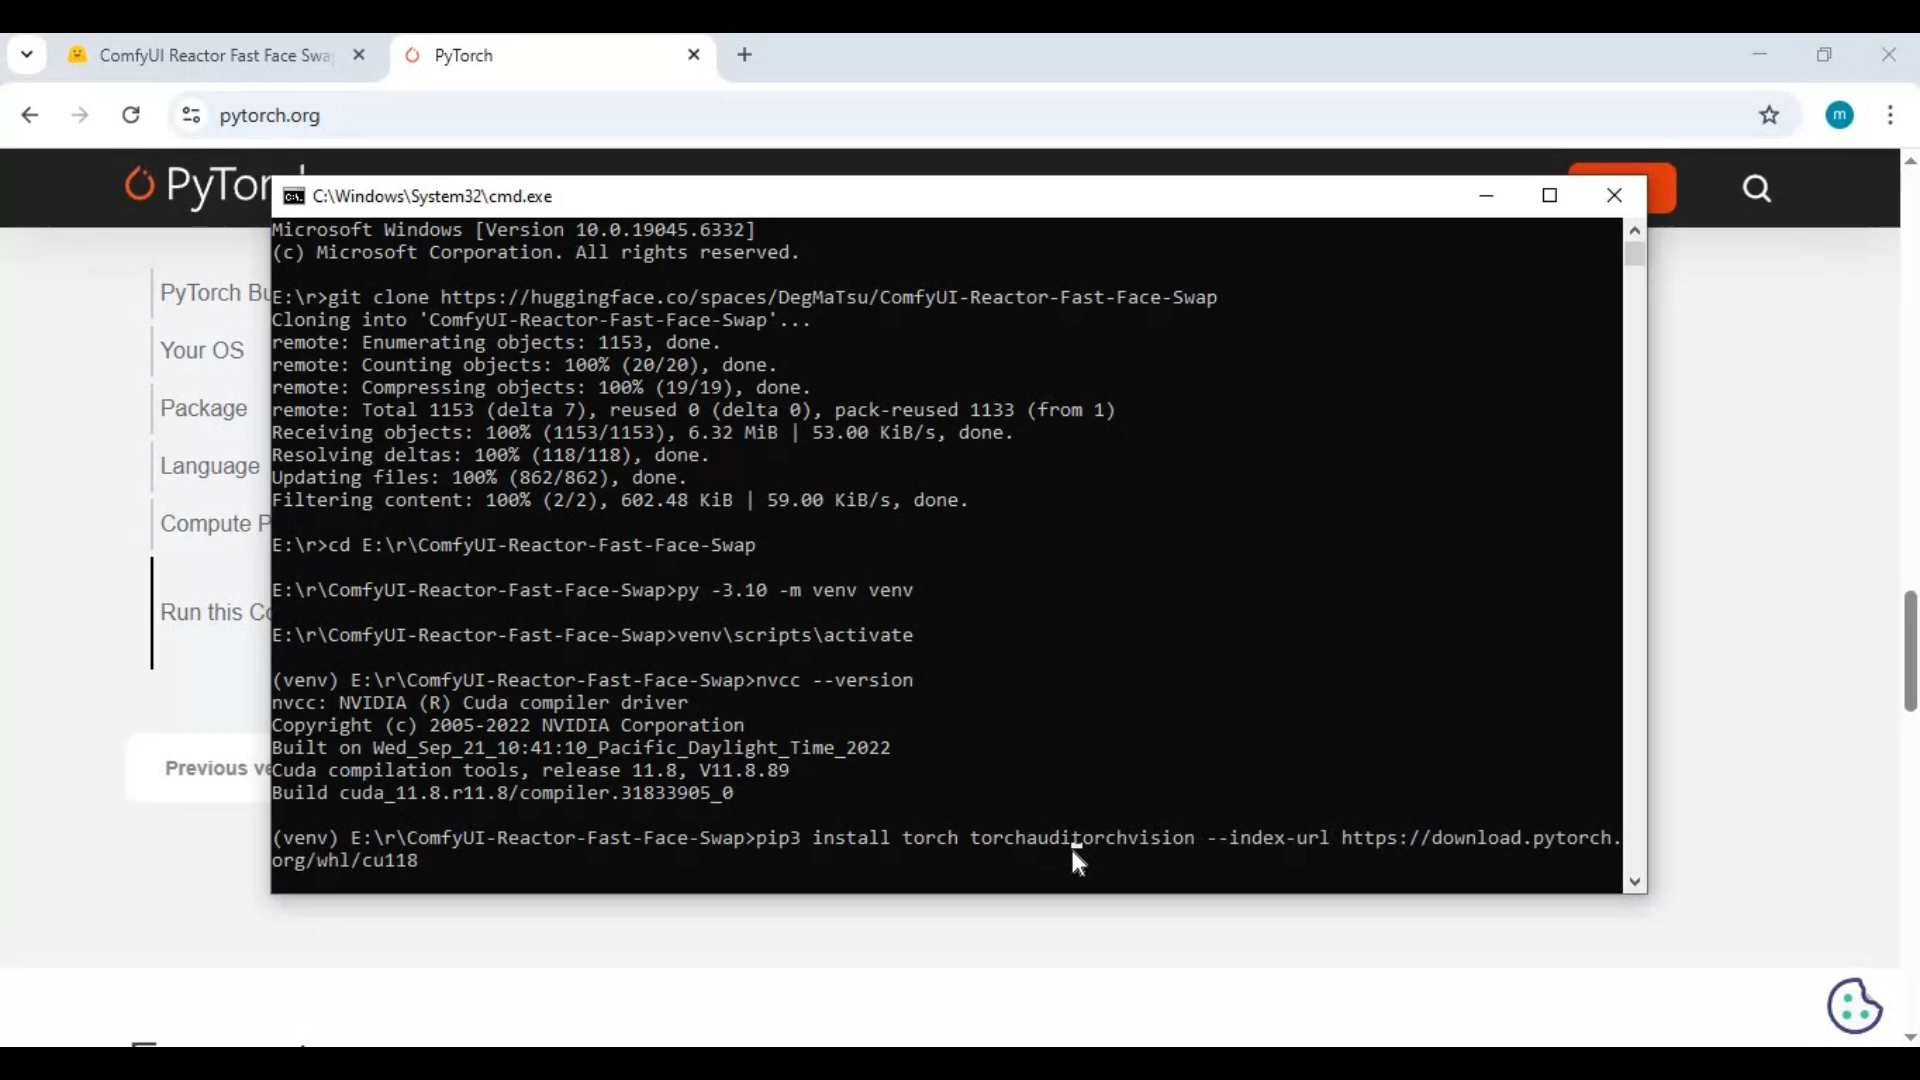 ComfyUI Reactor Fast Face Swa
PyTorch
pytorch.org
m
PyTor
C:\Windows\System32\cmd.exe
PyTorch Bu
Your OS
Package
Language
Compute P
Run this Co
Previous ve
Microsoft Windows [Version 10.0.19045.6332]
(c) Microsoft Corporation. All rights reserved.
E:\r>git clone https://huggingface.co/spaces/DegMaTsu/ComfyUI-Reactor-Fast-Face-Swap
Cloning into 'ComfyUI-Reactor-Fast-Face-Swap'...
remote: Enumerating objects: 1153, done.
remote: Counting objects: 100% (20/20), done.
remote: Compressing objects: 100% (19/19), done.
remote: Total 1153 (delta 7), reused 0 (delta 0), pack-reused 1133 (from 1)
Receiving objects: 100% (1153/1153), 6.32 MiB | 53.00 KiB/s, done.
Resolving deltas: 100% (118/118), done.
Updating files: 100% (862/862), done.
Filtering content: 100% (2/2), 602.48 KiB | 59.00 KiB/s, done.
E:\r>cd E:\r\ComfyUI-Reactor-Fast-Face-Swap
E:\r\ComfyUI-Reactor-Fast-Face-Swap>py -3.10 -m venv venv
E:\r\ComfyUI-Reactor-Fast-Face-Swap>venv\scripts\activate
(venv) E:\r\ComfyUI-Reactor-Fast-Face-Swap>nvcc --version
nvcc: NVIDIA (R) Cuda compiler driver
Copyright (c) 2005-2022 NVIDIA Corporation
Built on Wed_Sep_21_10:41:10_Pacific_Daylight_Time_2022
Cuda compilation tools, release 11.8, V11.8.89
Build cuda_11.8.r11.8/compiler.31833905_0
(venv) E:\r\ComfyUI-Reactor-Fast-Face-Swap>pip3 install torch torchauditorchvision --index-url https://download.pytorch.
org/whl/cu118